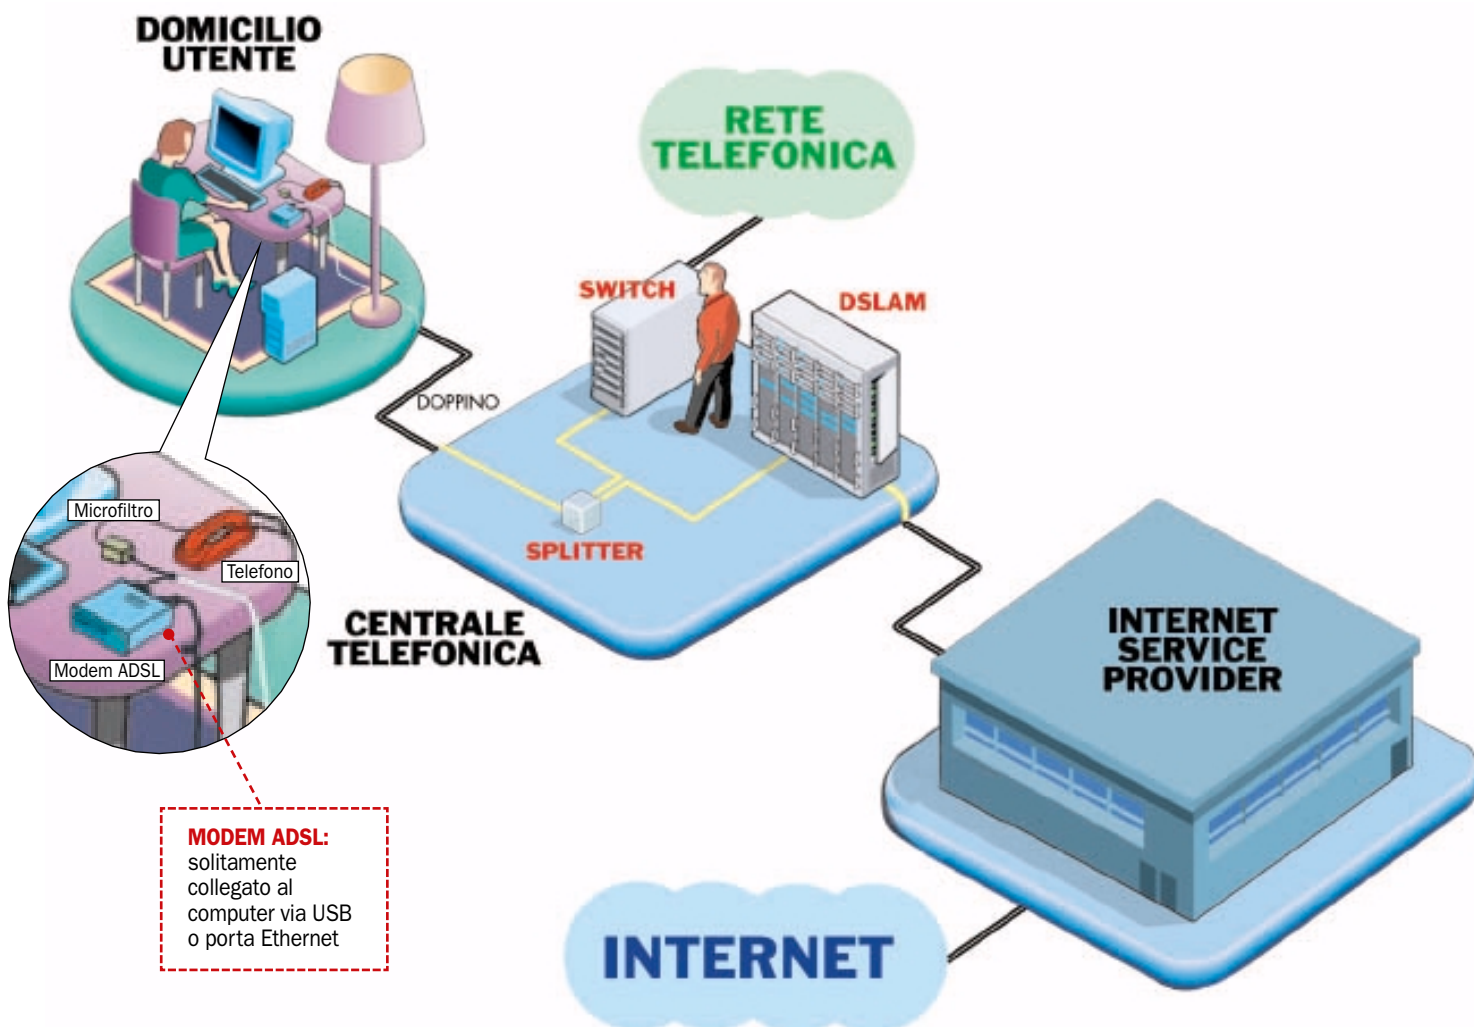 DOMICILIO
UTENTE
RETE
TELEFONICA
SWITCH
DSLAM
DOPPINO
Microfiltro
Telefono
Modem ADSL
SPLITTER
CENTRALE
TELEFONICA
INTERNET
SERVICE
PROVIDER
MODEM ADSL:
solitamente
collegato al
computer via USB
o porta Ethernet
INTERNET